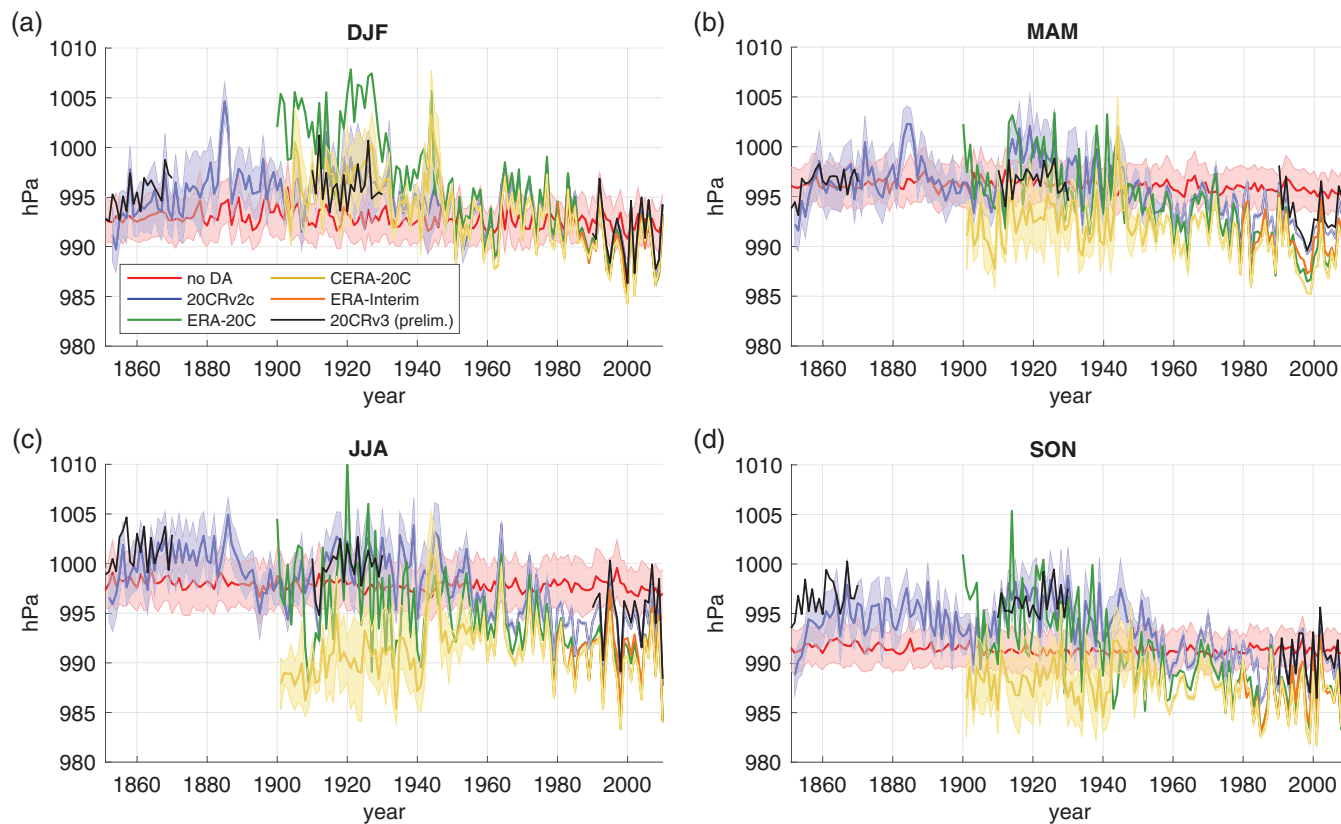 (a)
DJF
hPa
1010
1005
1000
995
990
985
980
no DA
20CRv2c
ERA-20C
CERA-20C
ERA-Interim
20CRv3 (prelim.)
1860 1880 1900 1920 1940 1960 1980 2000
year
(b)
MAM
hPa
1010
1005
1000
995
990
985
980
1860 1880 1900 1920 1940 1960 1980 2000
year
(c)
JJA
hPa
1010
1005
1000
995
990
985
980
1860 1880 1900 1920 1940 1960 1980 2000
year
(d)
SON
hPa
1010
1005
1000
995
990
985
980
1860 1880 1900 1920 1940 1960 1980 2000
year